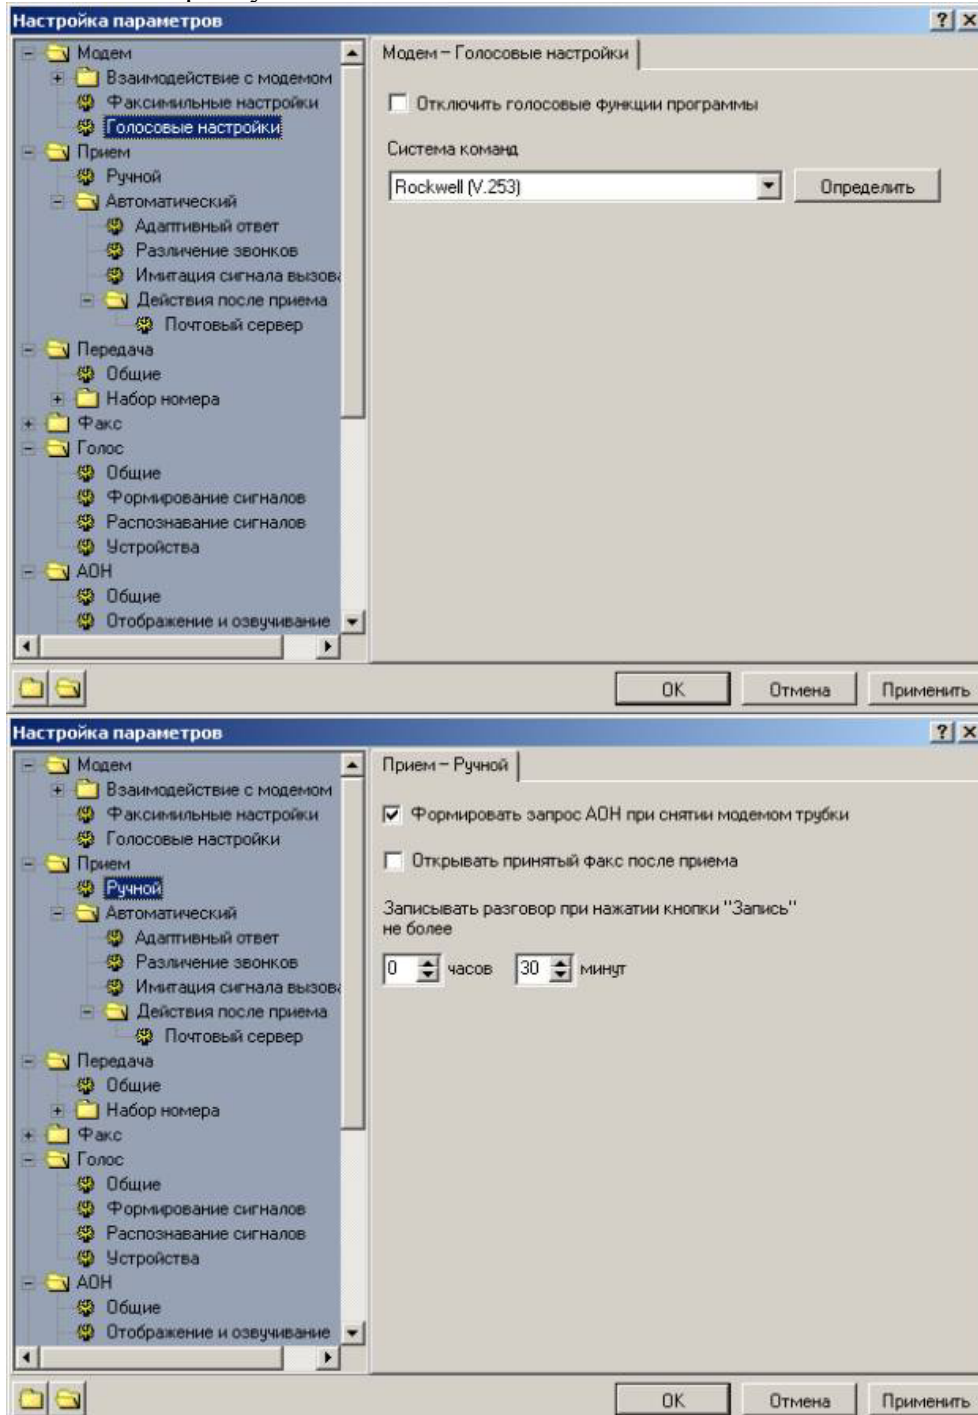 Настройка параметров
Модем
Взаимодействие с модемом
Факсимильные настройки
Голосовые настройки
Прием
Ручной
Автоматический
Адаптивный ответ
Различение звонков
Имитация сигнала вызова
Действия после приема
Почтовый сервер
Передача
Общие
Набор номера
Факс
Голос
Общие
Формирование сигналов
Распознавание сигналов
Устройства
АОН
Общие
Отображение и озвучивание
Модем – Голосовые настройки
Отключить голосовые функции программы
Система команд
Rockwell (V.253)
Определить
ОК
Отмена
Применить
Настройка параметров
Модем
Взаимодействие с модемом
Факсимильные настройки
Голосовые настройки
Прием
Ручной
Автоматический
Адаптивный ответ
Различение звонков
Имитация сигнала вызова
Действия после приема
Почтовый сервер
Передача
Общие
Набор номера
Факс
Голос
Общие
Формирование сигналов
Распознавание сигналов
Устройства
АОН
Общие
Отображение и озвучивание
Прием – Ручной
Формировать запрос АОН при снятии модемом трубки
Открывать принятый факс после приема
Записывать разговор при нажатии кнопки "Запись"
не более
0 часов 30 минут
ОК
Отмена
Применить